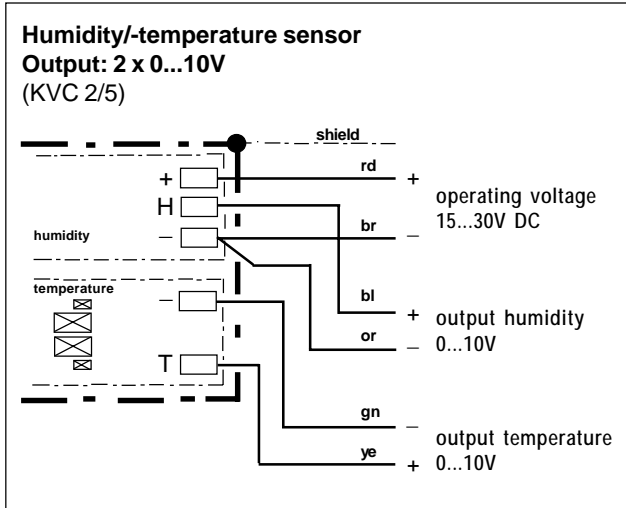 Humidity/-temperature sensor
Output: 2 x 0...10V
(KVC 2/5)
shield
rd
+
+
operating voltage
15...30V DC
H
humidity
–
br
–
temperature
–
bl
+
output humidity
or
–
0...10V
T
gn
–
output temperature
ye
+
0...10V